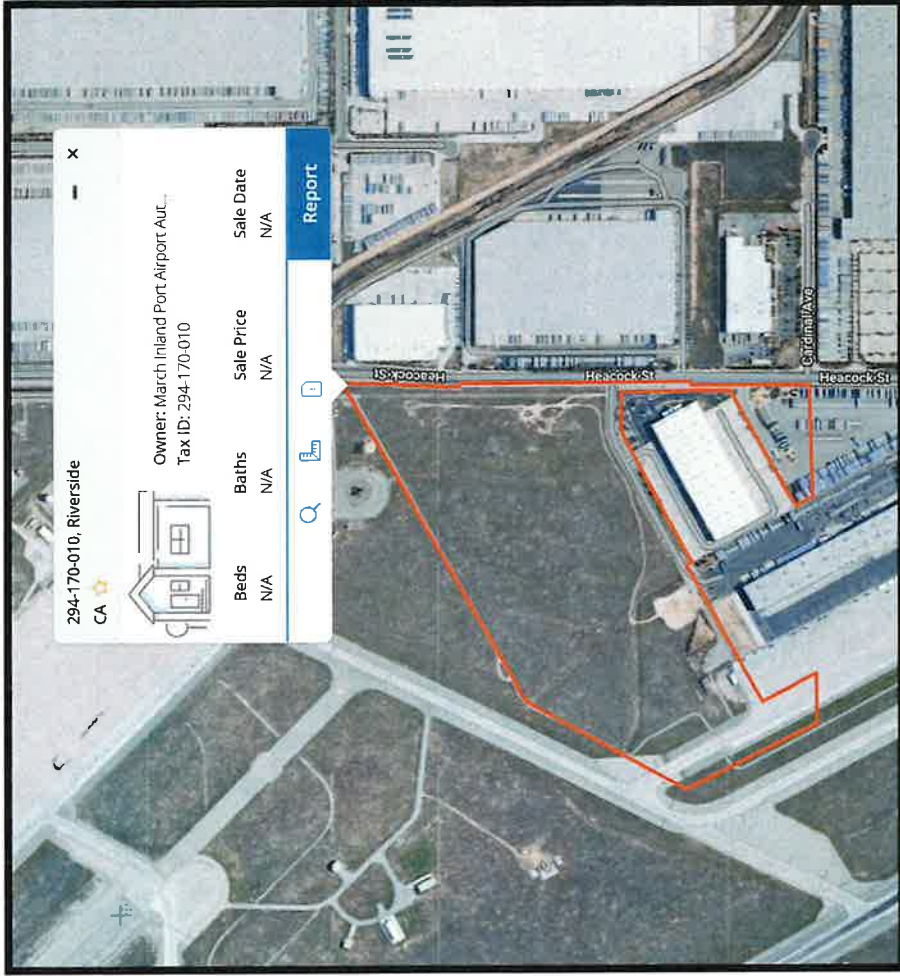 294-170-010, Riverside
CA
Owner: March Inland Port Airport Aut...
Tax ID: 294-170-010
Beds
Baths
Sale Price
Sale Date
N/A
N/A
N/A
N/A
Report
Heacock St
Heacock St
Heacock St
Cardinal Ave